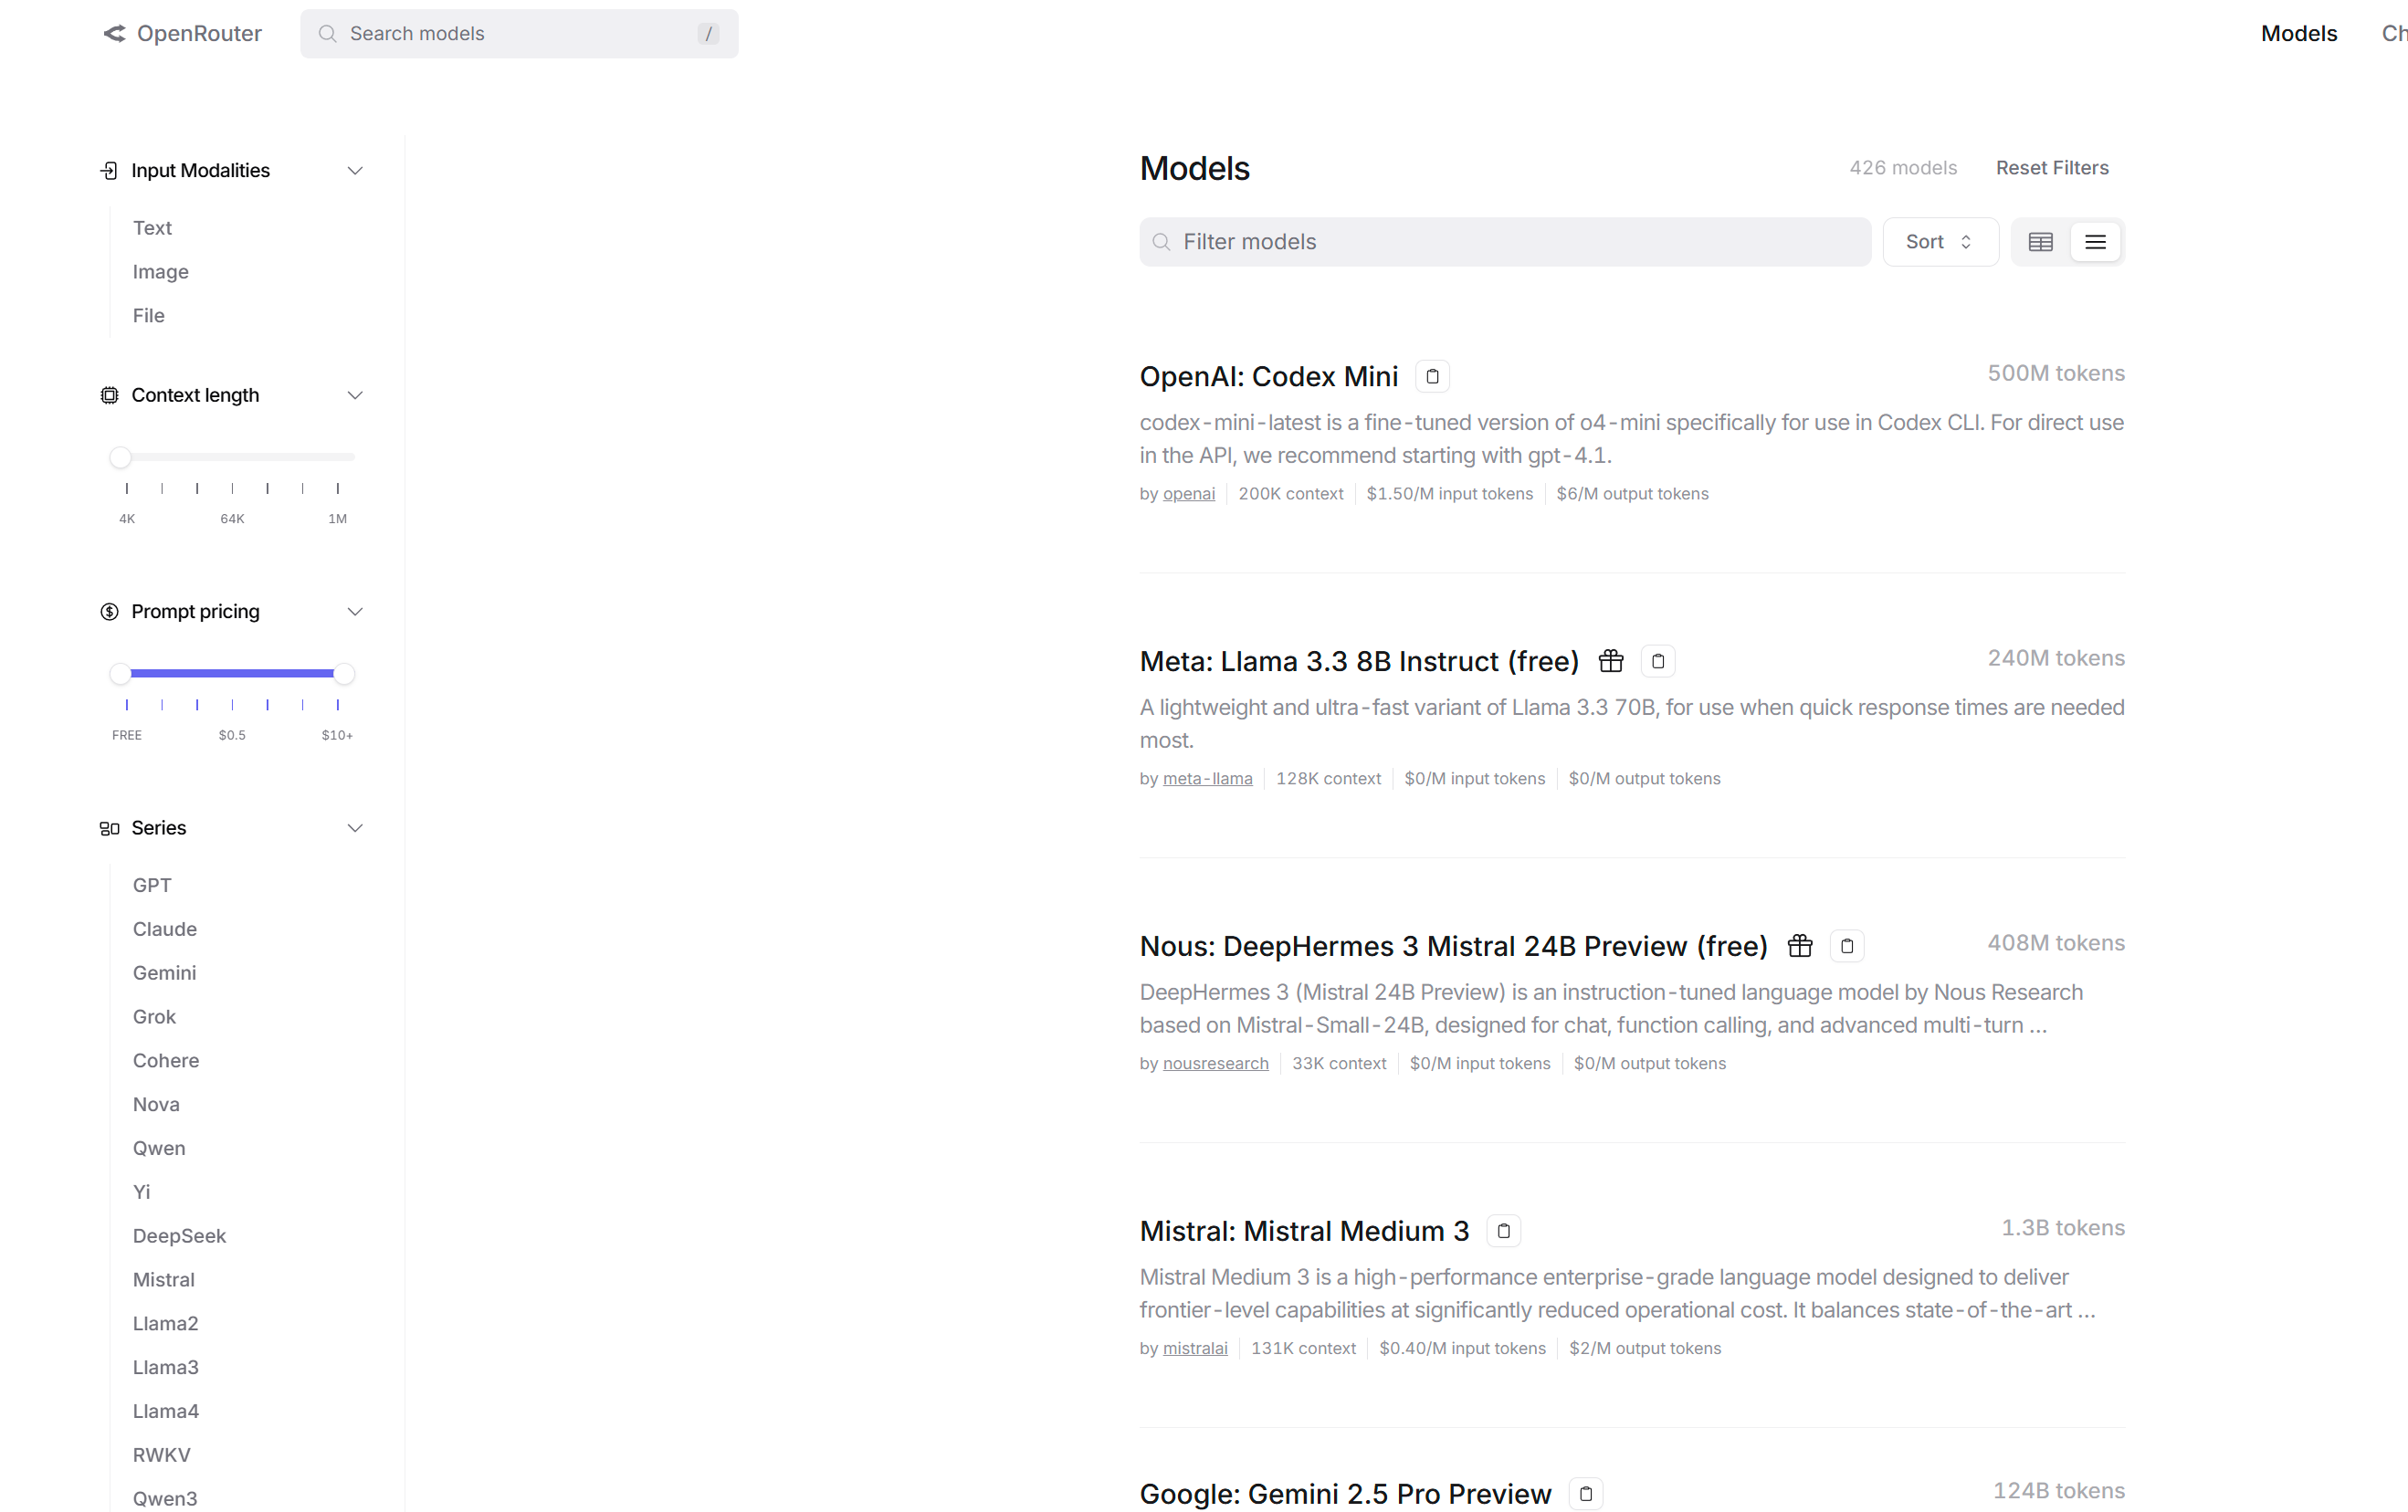 OpenRouter
Search models /
Models
Input Modalities
Text
Image
File
Context length
4K 64K 1M
Prompt pricing
FREE $0.5 $10+
Series
GPT
Claude
Gemini
Grok
Cohere
Nova
Qwen
Yi
DeepSeek
Mistral
Llama2
Llama3
Llama4
RWKV
Qwen3
Models
426 models
Reset Filters
Filter models
Sort
OpenAI: Codex Mini
500M tokens
codex-mini-latest is a fine-tuned version of o4-mini specifically for use in Codex CLI. For direct use
in the API, we recommend starting with gpt-4.1.
by openai 200K context $1.50/M input tokens $6/M output tokens
Meta: Llama 3.3 8B Instruct (free)
240M tokens
A lightweight and ultra-fast variant of Llama 3.3 70B, for use when quick response times are needed
most.
by meta-llama 128K context $0/M input tokens $0/M output tokens
Nous: DeepHermes 3 Mistral 24B Preview (free)
408M tokens
DeepHermes 3 (Mistral 24B Preview) is an instruction-tuned language model by Nous Research
based on Mistral-Small-24B, designed for chat, function calling, and advanced multi-turn ...
by nousresearch 33K context $0/M input tokens $0/M output tokens
Mistral: Mistral Medium 3
1.3B tokens
Mistral Medium 3 is a high-performance enterprise-grade language model designed to deliver
frontier-level capabilities at significantly reduced operational cost. It balances state-of-the-art ...
by mistralai 131K context $0.40/M input tokens $2/M output tokens
Google: Gemini 2.5 Pro Preview
124B tokens